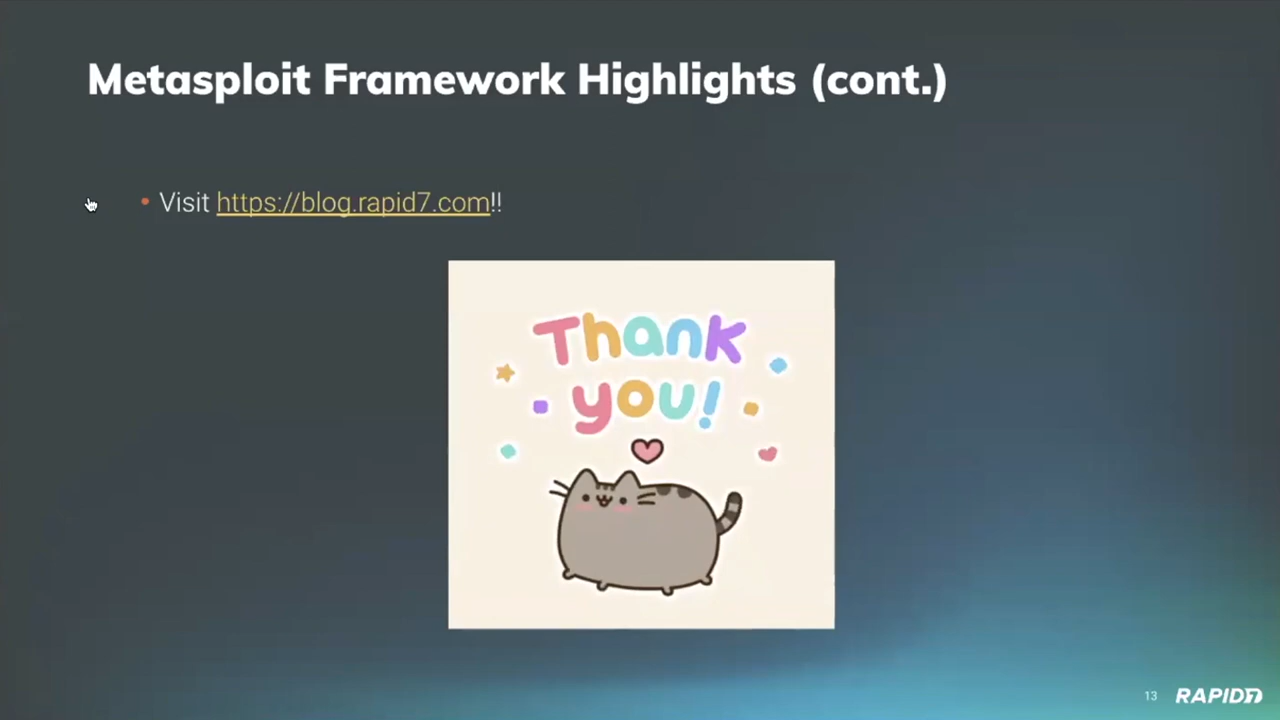 Metasploit Framework Highlights (cont.)
• Visit https://blog.rapid7.com!!
Thank
you!
13
RAPID7